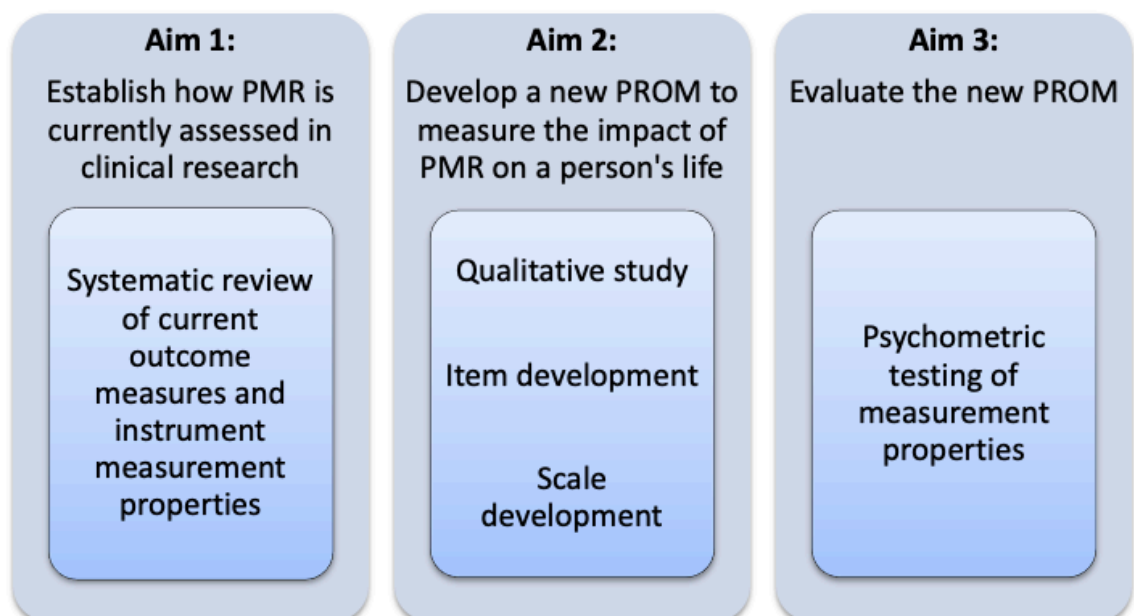 Aim 1:
Establish how PMR is
currently assessed in
clinical research
Systematic review
of current
outcome
measures and
instrument
measurement
properties
Aim 2:
Develop a new PROM to
measure the impact of
PMR on a person's life
Qualitative study
Item development
Scale
development
Aim 3:
Evaluate the new PROM
Psychometric
testing of
measurement
properties